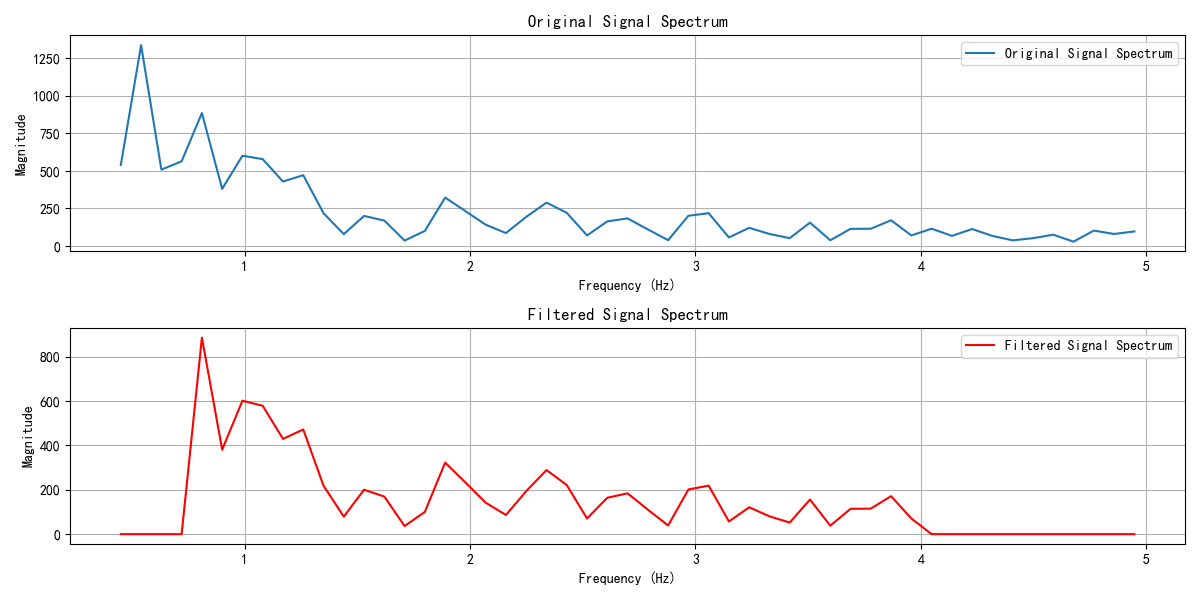 Original Signal Spectrum
Original Signal Spectrum
Magnitude
1250
1000
750
500
250
0
1
2
3
4
5
Frequency (Hz)
Filtered Signal Spectrum
Filtered Signal Spectrum
Magnitude
800
600
400
200
0
1
2
3
4
5
Frequency (Hz)